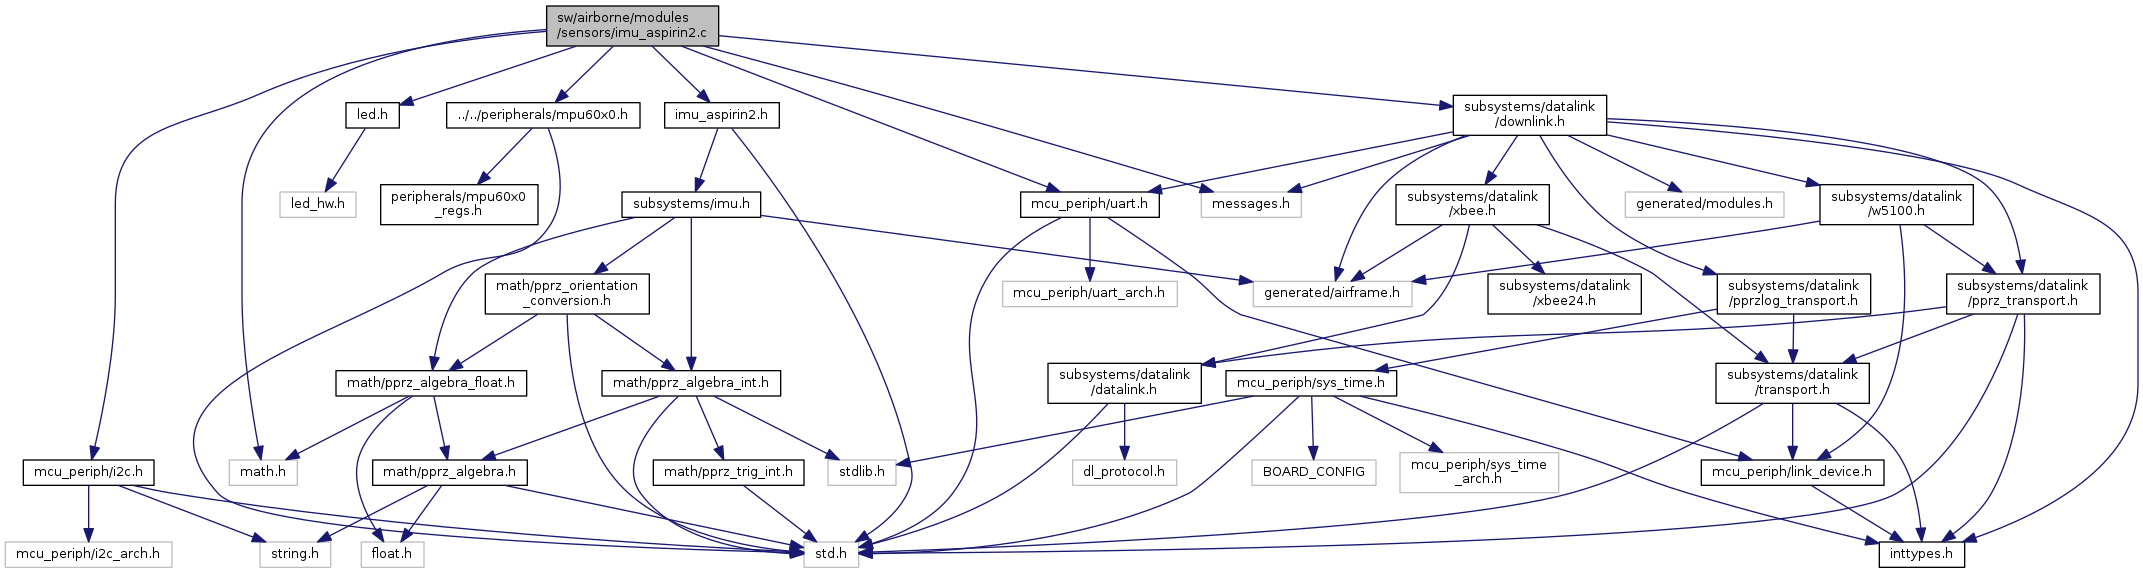 sw/airborne/modules
/sensors/imu_aspirin2.c
led.h
../../peripherals/mpu60x0.h
imu_aspirin2.h
subsystems/datalink
/downlink.h
led_hw.h
peripherals/mpu60x0
_regs.h
subsystems/imu.h
mcu_periph/uart.h
messages.h
subsystems/datalink
/xbee.h
generated/modules.h
subsystems/datalink
/w5100.h
math/pprz_orientation
_conversion.h
mcu_periph/uart_arch.h
generated/airframe.h
subsystems/datalink
/xbee24.h
subsystems/datalink
/pprzlog_transport.h
subsystems/datalink
/pprz_transport.h
math/pprz_algebra_float.h
math/pprz_algebra_int.h
subsystems/datalink
/datalink.h
mcu_periph/sys_time.h
subsystems/datalink
/transport.h
mcu_periph/i2c.h
math.h
math/pprz_algebra.h
math/pprz_trig_int.h
stdlib.h
dl_protocol.h
BOARD_CONFIG
mcu_periph/sys_time
_arch.h
mcu_periph/link_device.h
mcu_periph/i2c_arch.h
string.h
float.h
std.h
inttypes.h